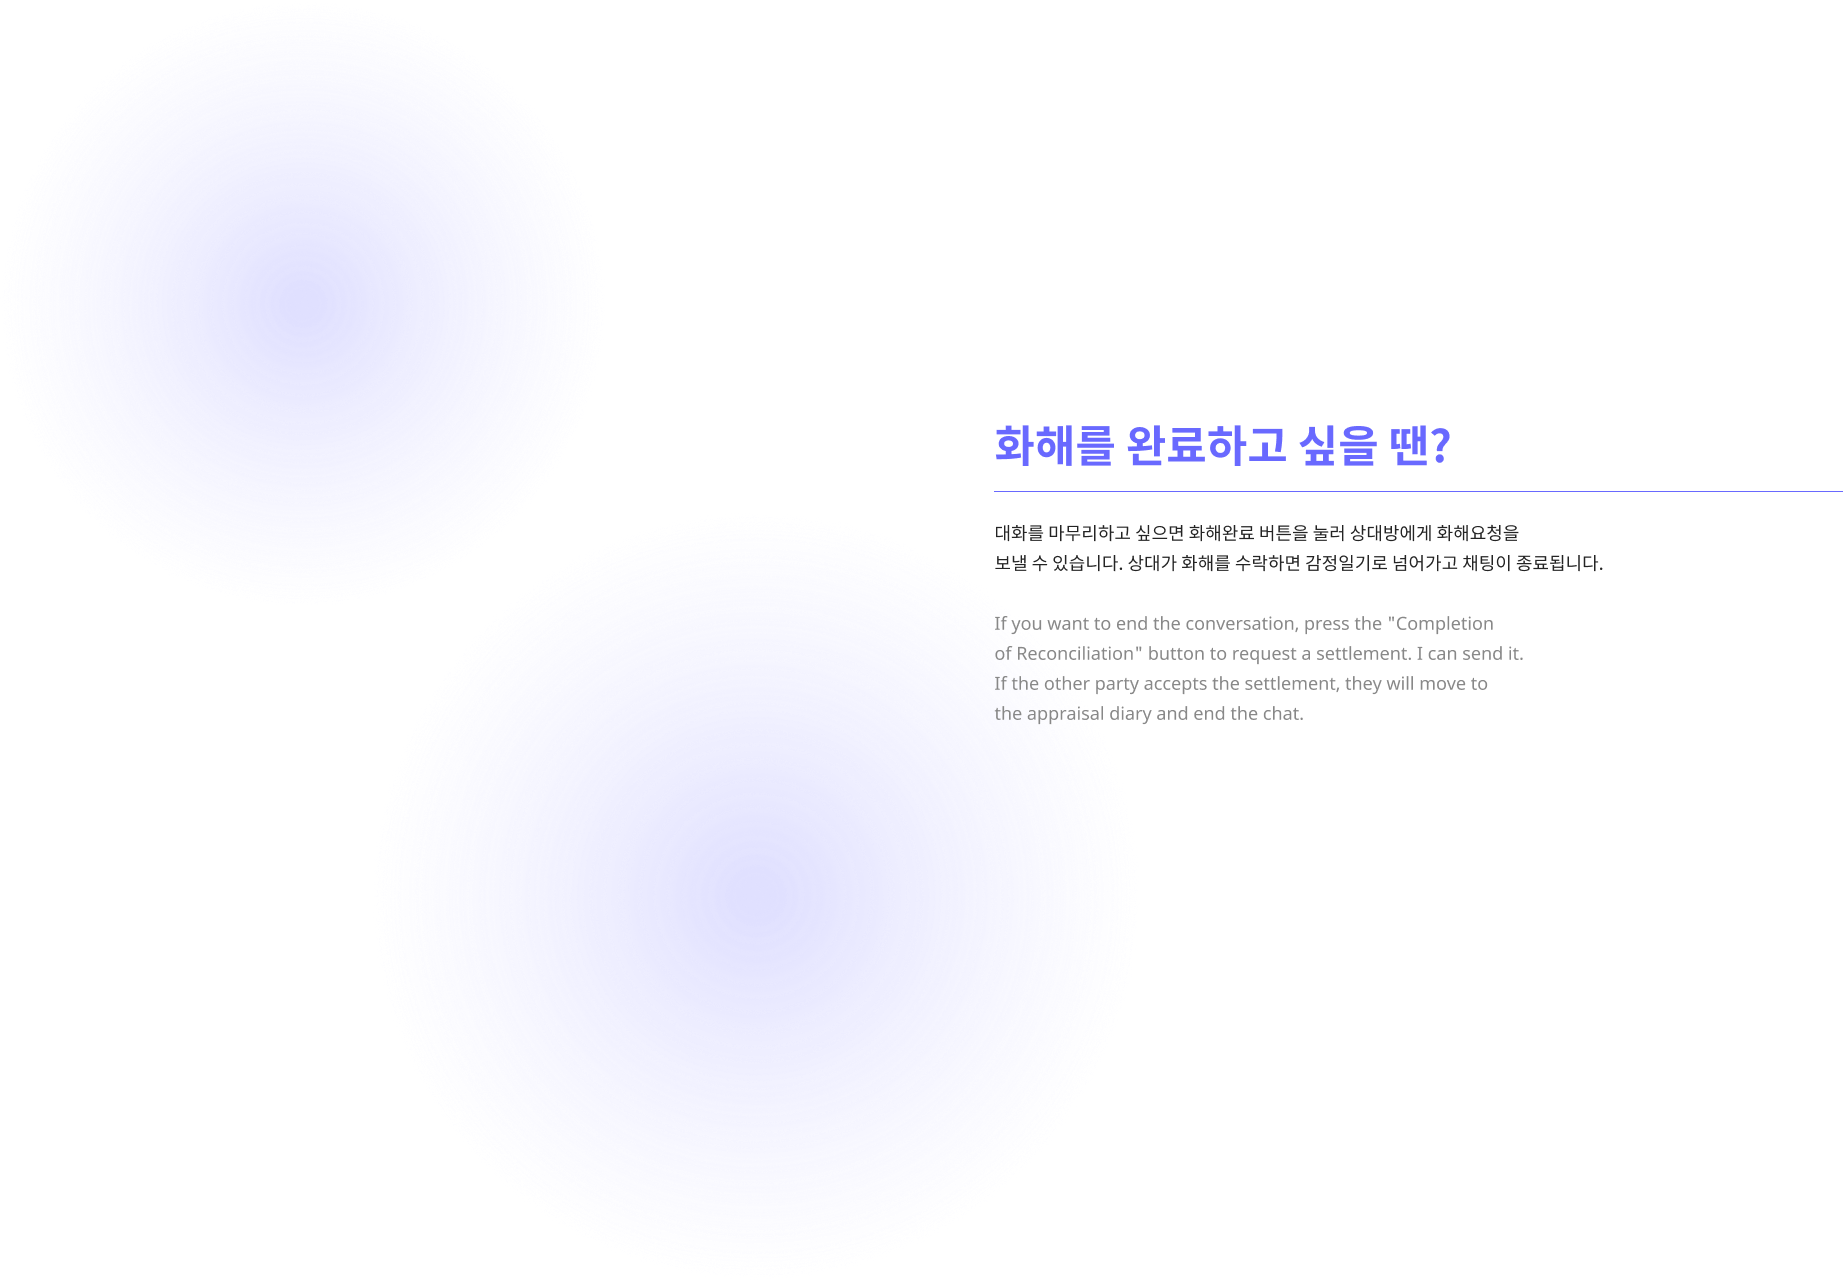 화해를 완료하고 싶을 땐?
대화를 마무리하고 싶으면 화해완료 버튼을 눌러 상대방에게 화해요청을
보낼 수 있습니다. 상대가 화해를 수락하면 감정일기로 넘어가고 채팅이 종료됩니다.
If you want to end the conversation, press the "Completion
of Reconciliation" button to request a settlement. I can send it.
If the other party accepts the settlement, they will move to
the appraisal diary and end the chat.